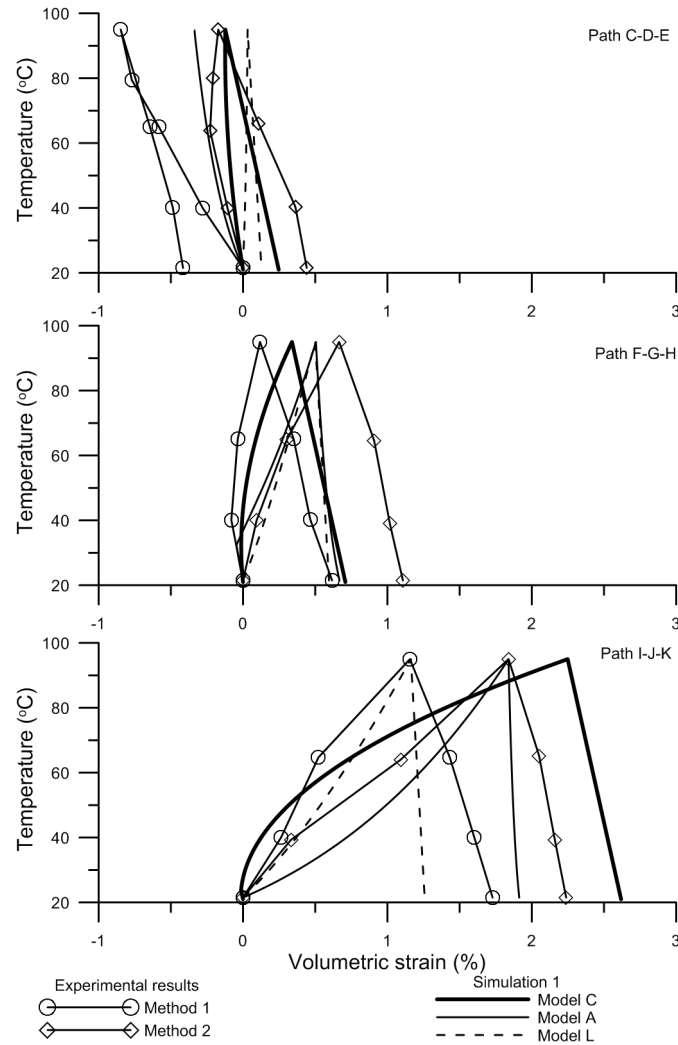 100
Path C-D-E
80
60
40
20
Temperature (°C)
-1 0 1 2 3
100
Path F-G-H
80
60
40
20
Temperature (°C)
-1 0 1 2 3
100
Path I-J-K
80
60
40
20
Temperature (°C)
-1 0 1 2 3
Volumetric strain (%)
Experimental results
Method 1
Method 2
Simulation 1
Model C
Model A
Model L